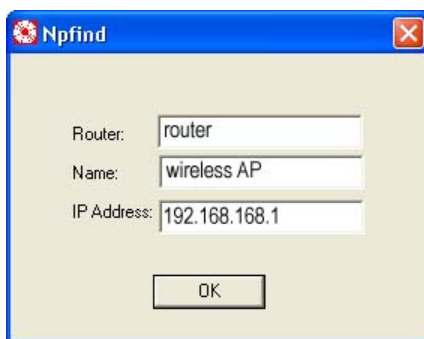 Npfind
Router: router
Name: wireless AP
IP Address: 192.168.168.1
OK